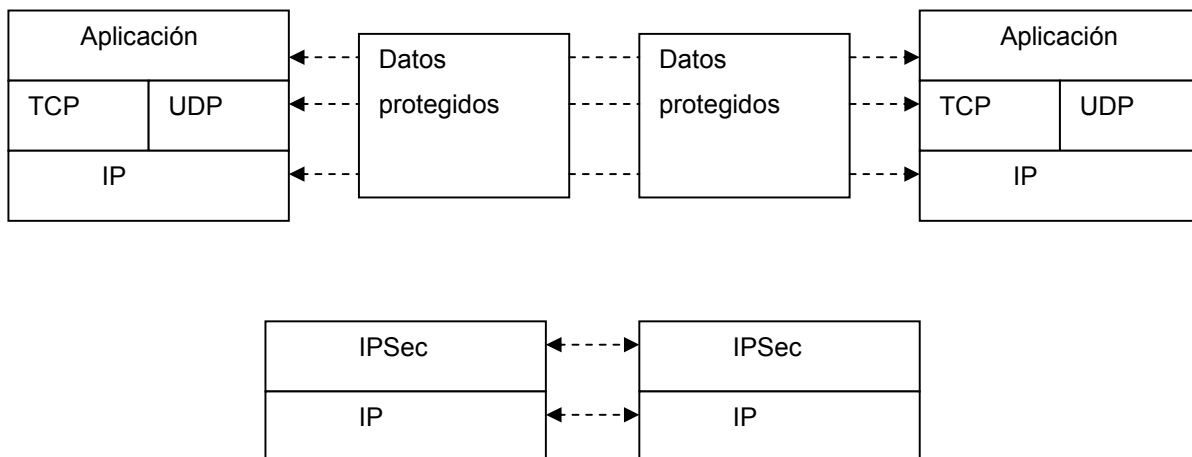 Aplicación
TCP UDP
IP
Datos
protegidos
Datos
protegidos
Aplicación
TCP UDP
IP
IPSec
IP
IPSec
IP